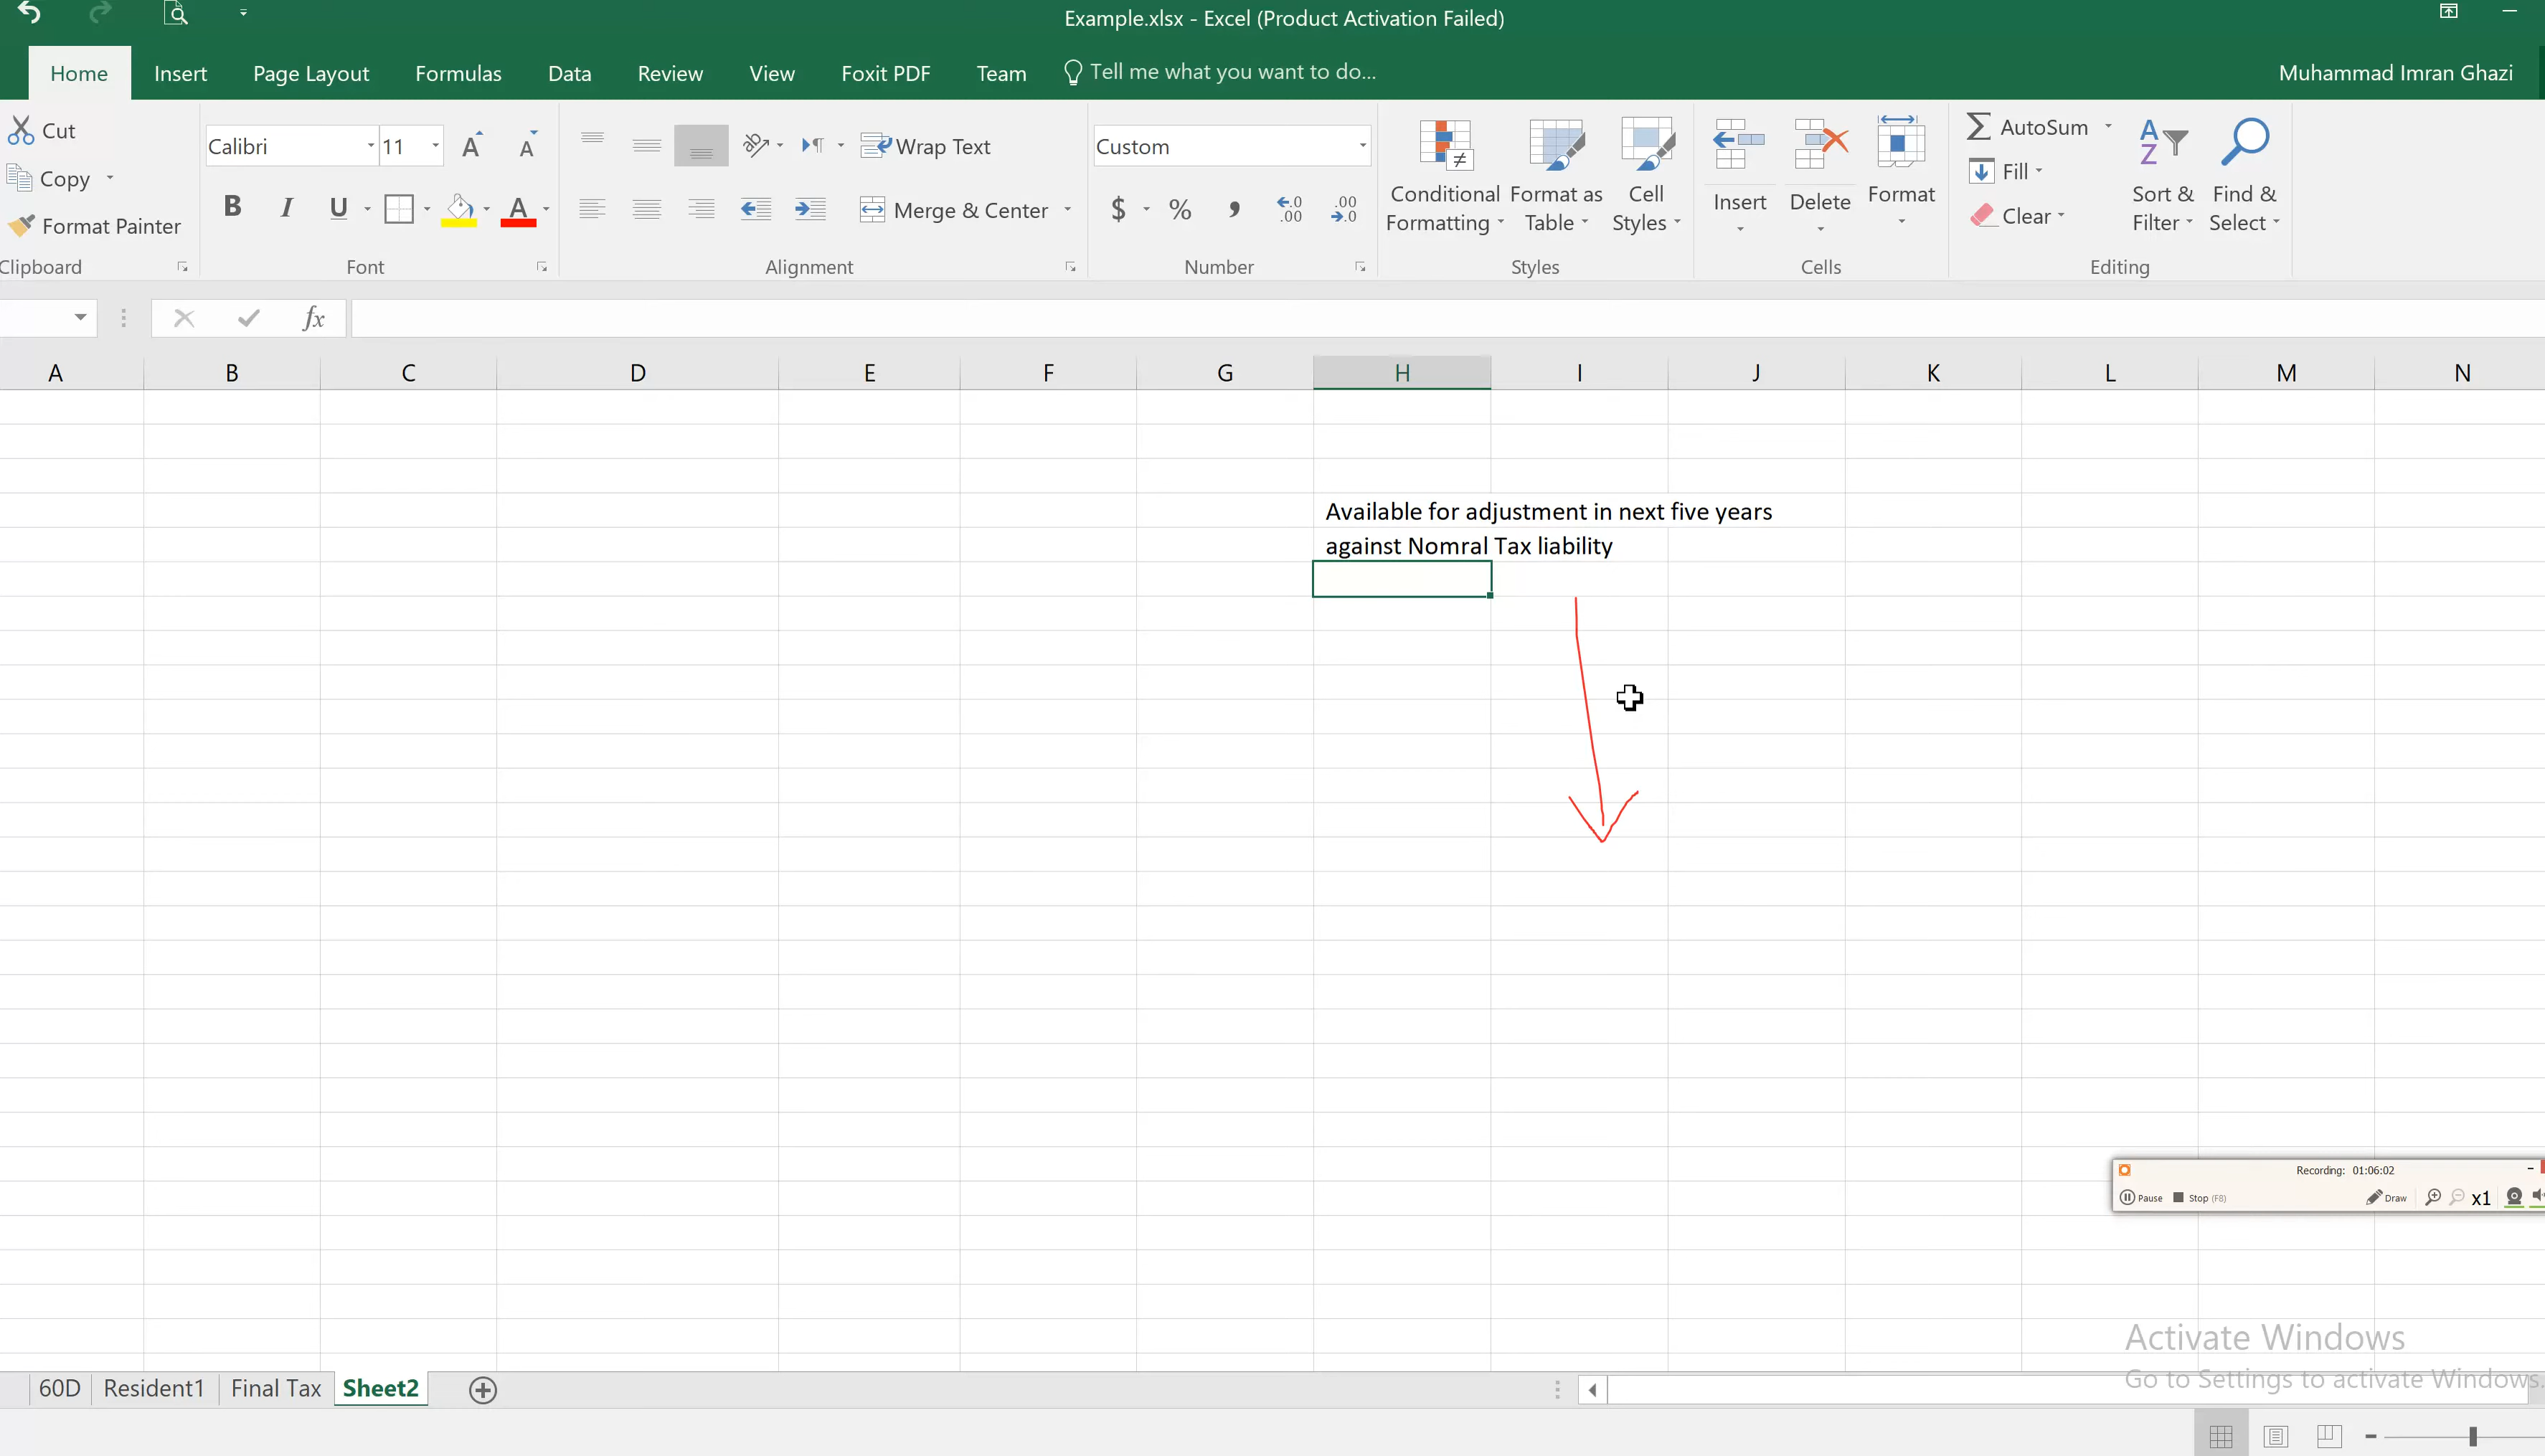 Example.xlsx - Excel (Product Activation Failed)
Home Insert Page Layout Formulas Data Review View Foxit PDF Team Tell me what you want to do... Muhammad Imran Ghazi
Cut
Copy
Format Painter
Clipboard
Calibri 11
A A
B I U A
Font
Wrap Text
Merge & Center
Alignment
Custom
$ % , .0 .00 .00 .0
Number
Conditional Formatting
Format as Table
Cell Styles
Styles
Insert Delete Format
Cells
AutoSum
Fill
Clear
Sort & Filter
Find & Select
Editing
fx
A B C D E F G H I J K L M N
Available for adjustment in next five years
against Nomral Tax liability
Recording: 01:06:02
Pause Stop (F8) Draw x1
Activate Windows
Go to Settings to activate Windows.
60D Resident1 Final Tax Sheet2